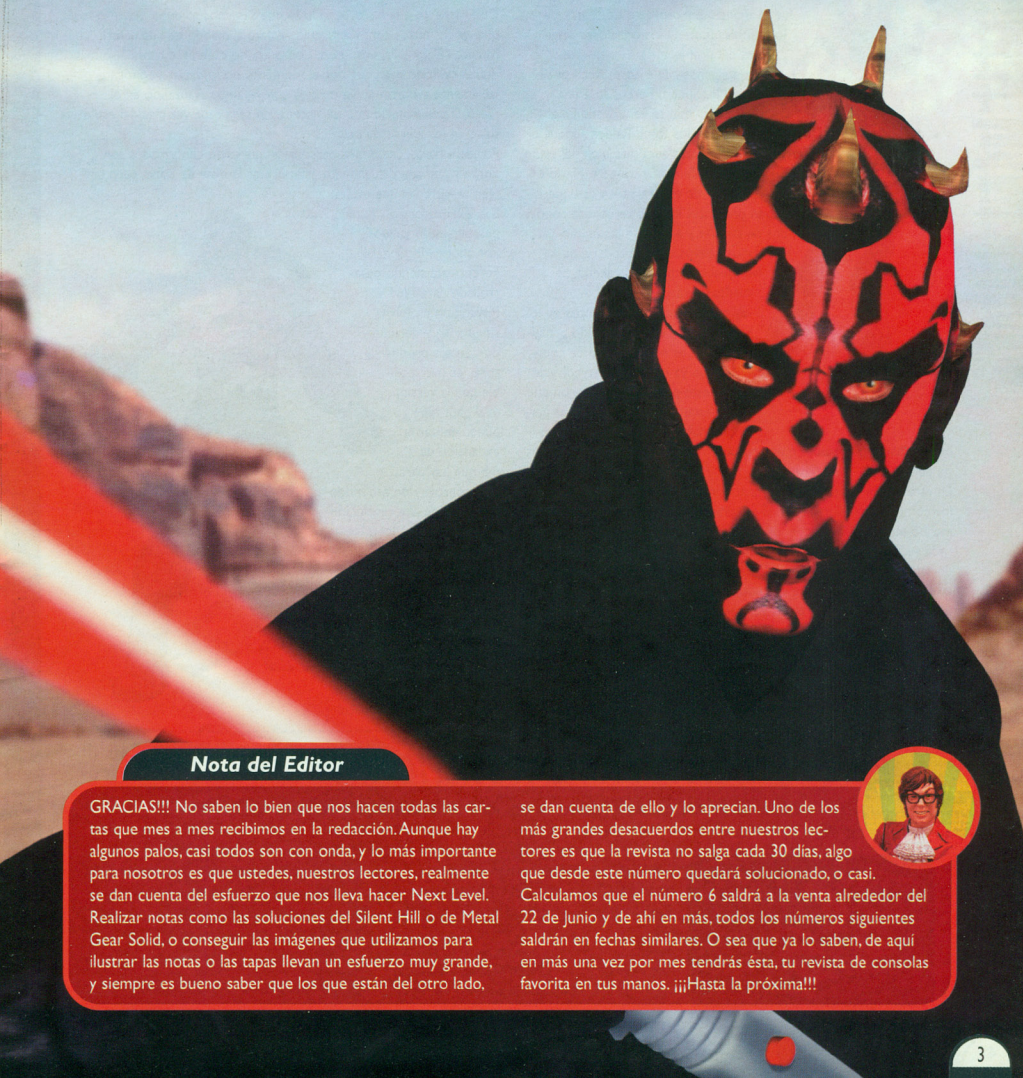 Nota del Editor
GRACIAS!!! No saben lo bien que nos hacen todas las car-
tas que mes a mes recibimos en la redacción. Aunque hay
algunos palos, casi todos son con onda, y lo más importante
para nosotros es que ustedes, nuestros lectores, realmente
se dan cuenta del esfuerzo que nos lleva hacer Next Level.
Realizar notas como las soluciones del Silent Hill o de Metal
Gear Solid, o conseguir las imágenes que utilizamos para
ilustrar las notas o las tapas llevan un esfuerzo muy grande,
y siempre es bueno saber que los que están del otro lado,
se dan cuenta de ello y lo aprecian. Uno de los
más grandes desacuerdos entre nuestros lec-
tores es que la revista no salga cada 30 días, algo
que desde este número quedará solucionado, o casi.
Calculamos que el número 6 saldrá a la venta alrededor del
22 de Junio y de ahí en más, todos los números siguientes
saldrán en fechas similares. O sea que ya lo saben, de aquí
en más una vez por mes tendrás ésta, tu revista de consolas
favorita en tus manos. ¡¡¡Hasta la próxima!!!
3